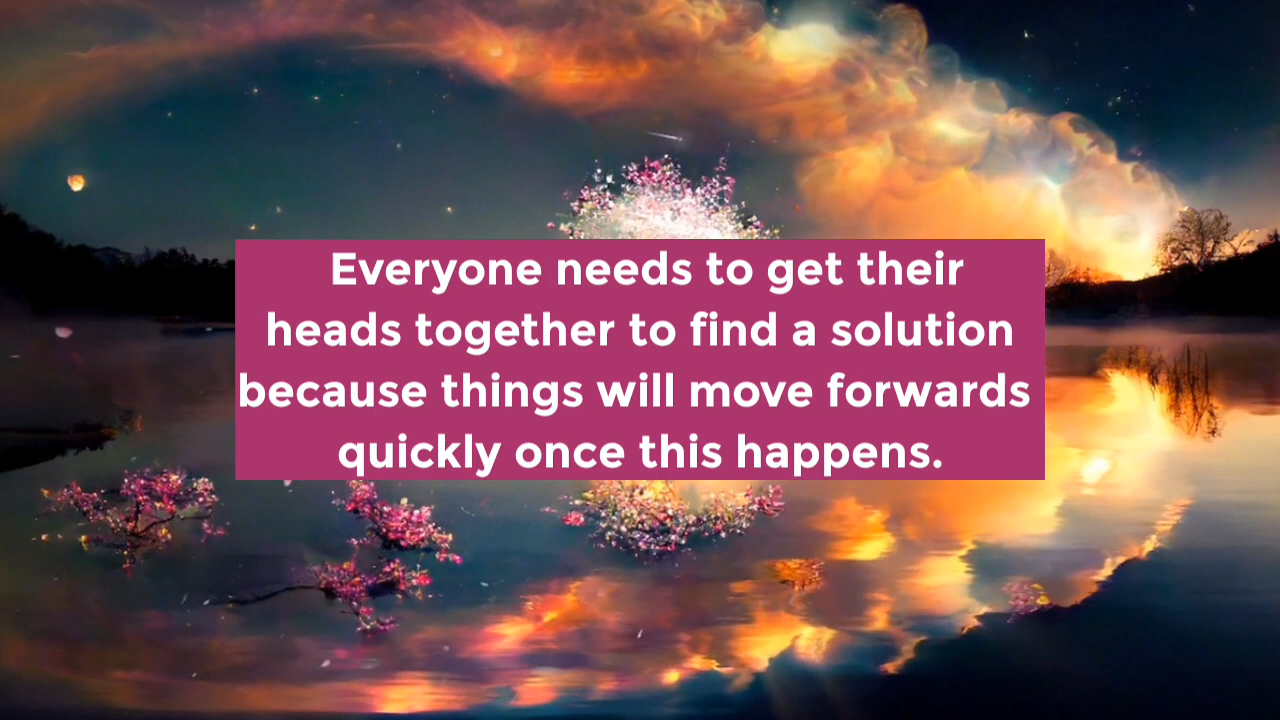 Everyone needs to get their
heads together to find a solution
because things will move forwards
quickly once this happens.